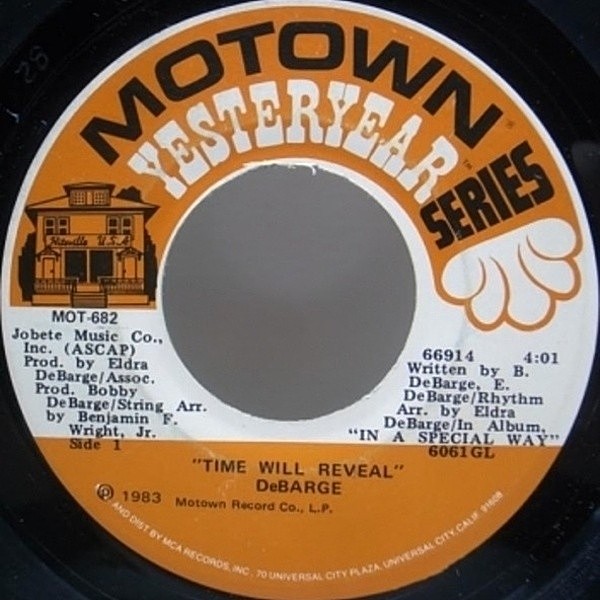 MOTOWN®
YESTERYEAR™
SERIES
Hitsville U.S.A
MOT-682
Jobete Music Co.,
Inc. (ASCAP)
Prod. by Eldra
DeBarge/Assoc.
Prod. Bobby
DeBarge/String Arr.
by Benjamin F.
Wright, Jr.
Side 1
66914 4:01
Written by B.
DeBarge, E.
DeBarge/Rhythm
Arr. by Eldra
DeBarge/In Album,
"IN A SPECIAL WAY"
6061GL
"TIME WILL REVEAL"
DeBARGE
℗ 1983 Motown Record Co., L.P.
AND DIST BY MCA RECORDS, INC., 70 UNIVERSAL CITY PLAZA, UNIVERSAL CITY, CALIF. 91608